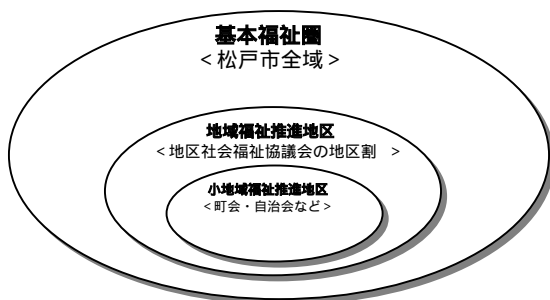 基本福祉圏
＜松戸市全域＞
地域福祉推進地区
＜地区社会福祉協議会の地区割　＞
小地域福祉推進地区
＜町会・自治会など＞